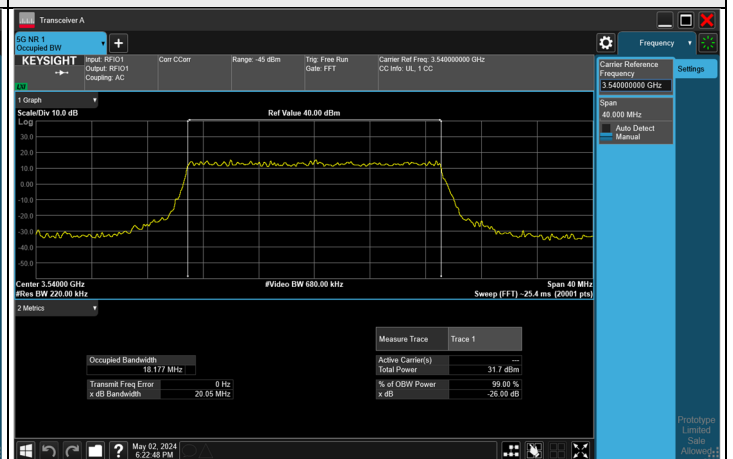 Transceiver A
5G NR 1
Occupied BW
Frequency
KEYSIGHT
LXI
Input: RFIO1
Output: RFIO1
Coupling: AC
Corr CCorr
Range: -45 dBm
Trig: Free Run
Gate: FFT
Carrier Ref Freq: 3.540000000 GHz
CC Info: UL, 1 CC
Carrier Reference
Frequency
3.540000000 GHz
Settings
Span
40.000 MHz
Auto Detect
Manual
1 Graph
Scale/Div 10.0 dB
Ref Value 40.00 dBm
Log
30.0
20.0
10.0
0.00
-10.0
-20.0
-30.0
-40.0
-50.0
Center 3.54000 GHz
#Video BW 680.00 kHz
Span 40 MHz
#Res BW 220.00 kHz
Sweep (FFT) ~25.4 ms (20001 pts)
2 Metrics
Measure Trace
Trace 1
Occupied Bandwidth
18.177 MHz
Active Carrier(s)
---
Total Power
31.7 dBm
Transmit Freq Error
0 Hz
x dB Bandwidth
20.05 MHz
% of OBW Power
99.00 %
x dB
-26.00 dB
Prototype
Limited
Sale
Allowed
May 02, 2024
6:22:48 PM